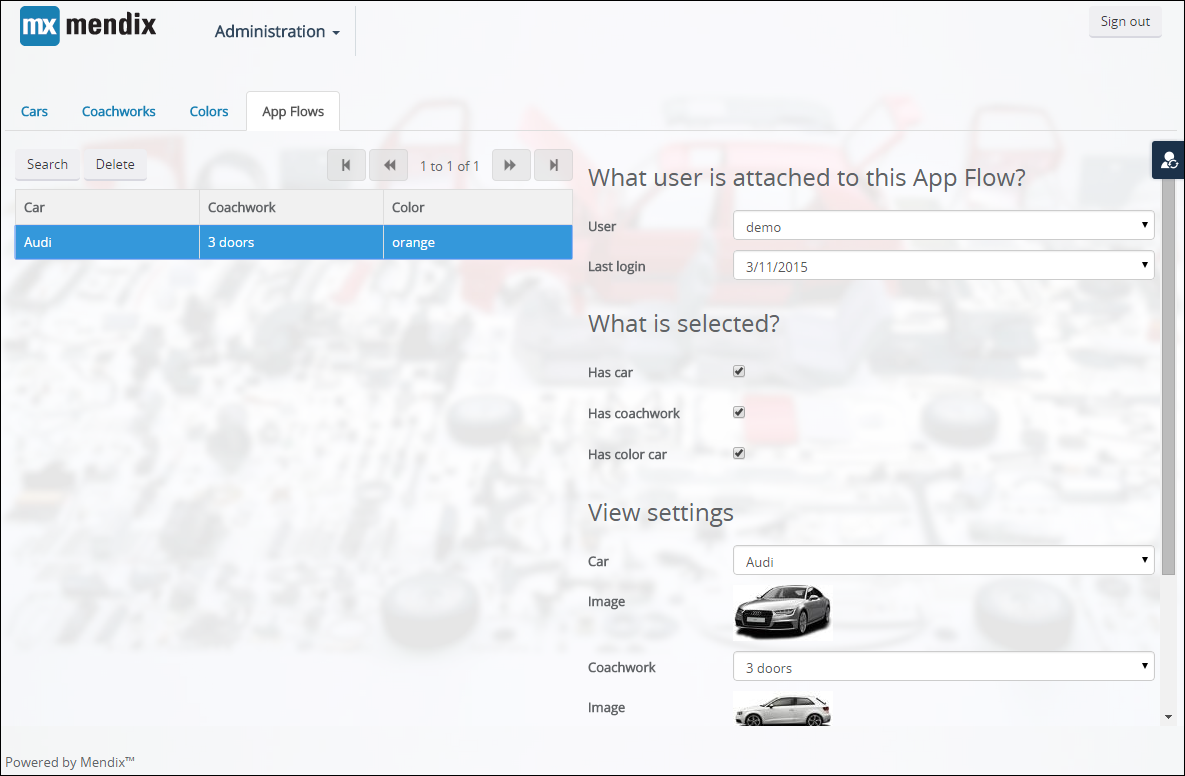 mx mendix
Administration
Sign out
Cars
Coachworks
Colors
App Flows
Search
Delete
1 to 1 of 1
Car
Coachwork
Color
Audi
3 doors
orange
What user is attached to this App Flow?
User
demo
Last login
3/11/2015
What is selected?
Has car
Has coachwork
Has color car
View settings
Car
Audi
Image
Coachwork
3 doors
Image
Powered by Mendix™